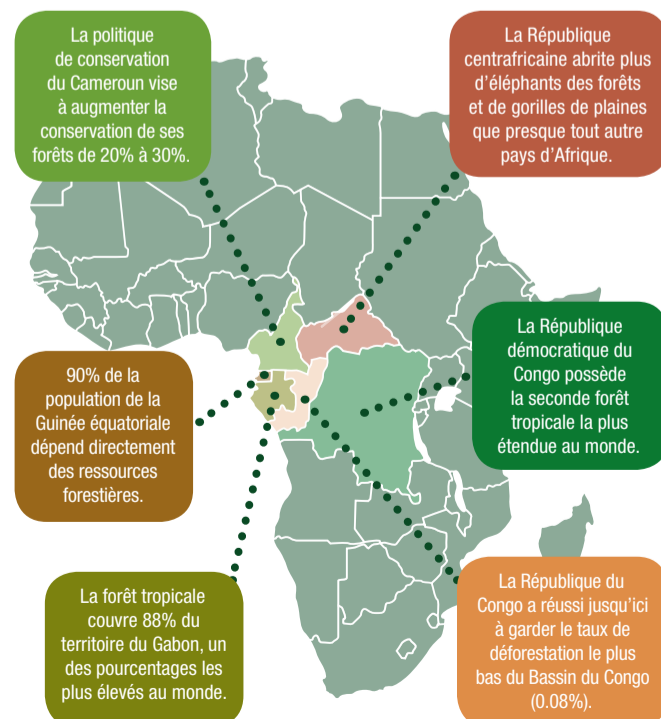 La politique
de conservation
du Cameroun vise
à augmenter la
conservation de ses
forêts de 20% à 30%.
La République
centrafricaine abrite plus
d’éléphants des forêts
et de gorilles de plaines
que presque tout autre
pays d’Afrique.
90% de la
population de la
Guinée équatoriale
dépend directement
des ressources
forestières.
La République
démocratique du
Congo possède
la seconde forêt
tropicale la plus
étendue au monde.
La forêt tropicale
couvre 88% du
territoire du Gabon, un
des pourcentages les
plus élevés au monde.
La République du
Congo a réussi jusqu’ici
à garder le taux de
déforestation le plus
bas du Bassin du Congo
(0.08%).